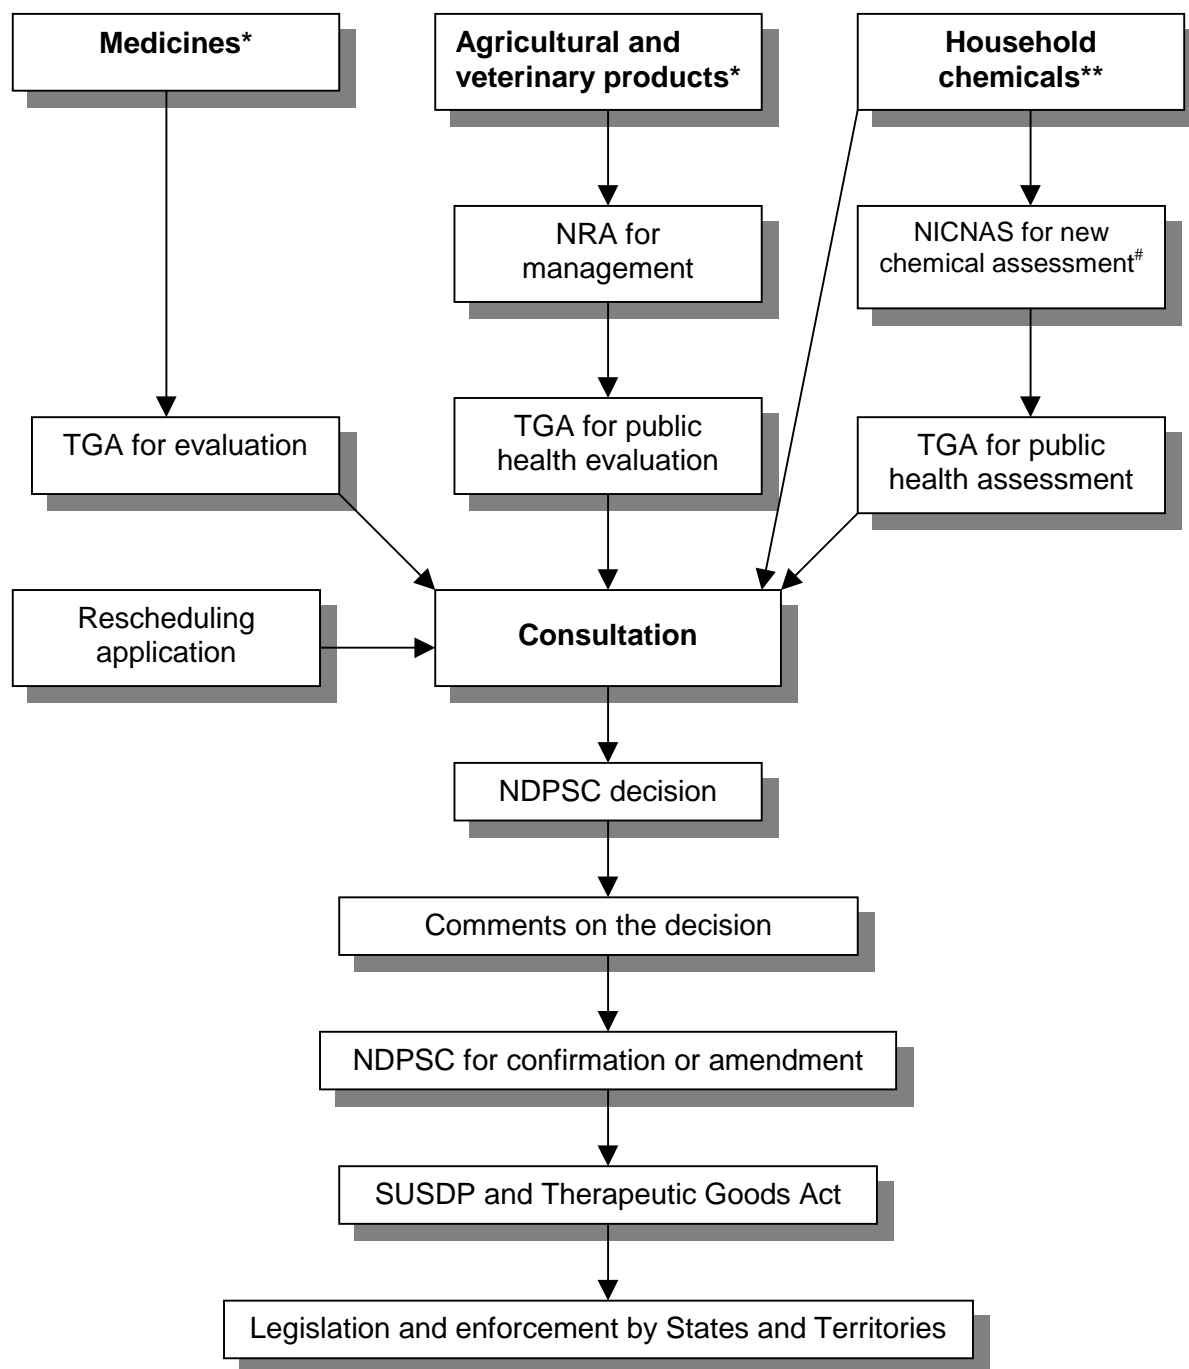 Medicines*
Agricultural and
veterinary products*
Household
chemicals**
NRA for
management
NICNAS for new
chemical assessment#
TGA for evaluation
TGA for public
health evaluation
TGA for public
health assessment
Rescheduling
application
Consultation
NDPSC decision
Comments on the decision
NDPSC for confirmation or amendment
SUSDP and Therapeutic Goods Act
Legislation and enforcement by States and Territories